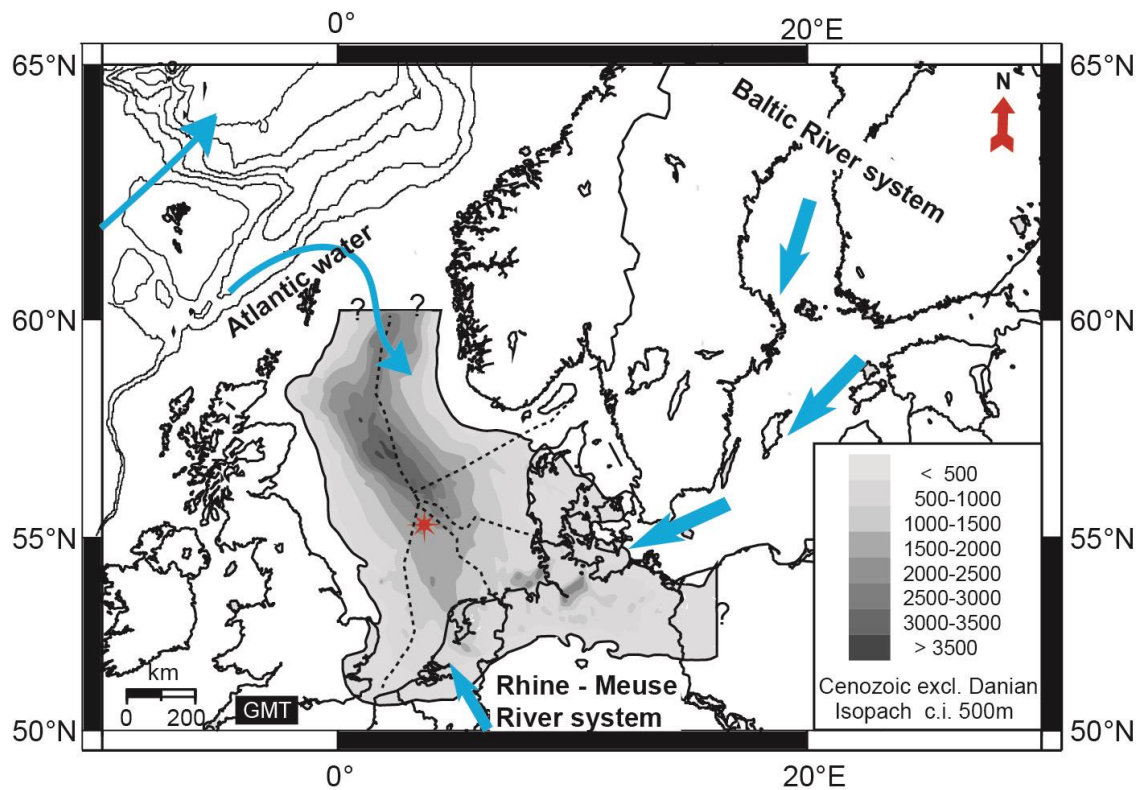 0°
20°E
65°N
65°N
N
Baltic River system
Atlantic water
60°N
60°N
? ?
< 500
500-1000
1000-1500
1500-2000
2000-2500
2500-3000
3000-3500
> 3500
Cenozoic excl. Danian
Isopach c.i. 500m
55°N
55°N
?
km
0 200
GMT
Rhine - Meuse
River system
50°N
50°N
0°
20°E